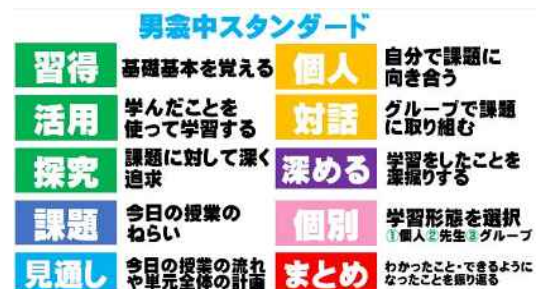 男衾中スタンダード
習得
基礎基本を覚える
個人
自分で課題に
向き合う
活用
学んだことを
使って学習する
対話
グループで課題
に取り組む
探究
課題に対して深く
追求
深める
学習をしたことを
深掘りする
課題
今日の授業の
ねらい
個別
学習形態を選択
①個人②先生③グループ
見通し
今日の授業の流れ
や単元全体の計画
まとめ
わかったこと・できるように
なったことを振り返る